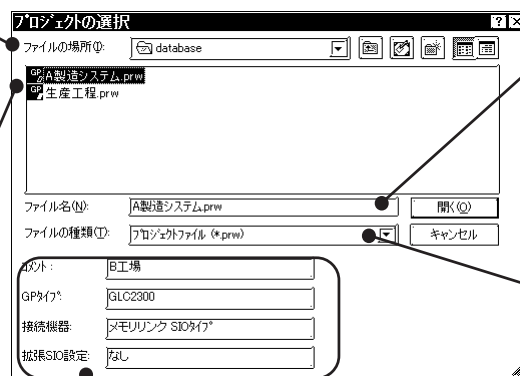 プロジェクトの選択
ファイルの場所(I): database
A製造システム.prw
生産工程.prw
ファイル名(N): A製造システム.prw 開く(O)
ファイルの種類(T): プロジェクトファイル (*.prw) キャンセル
コメント: B工場
GPタイプ: GLC2300
接続機器: メモリリンク SIOタイプ
拡張SIO設定: なし